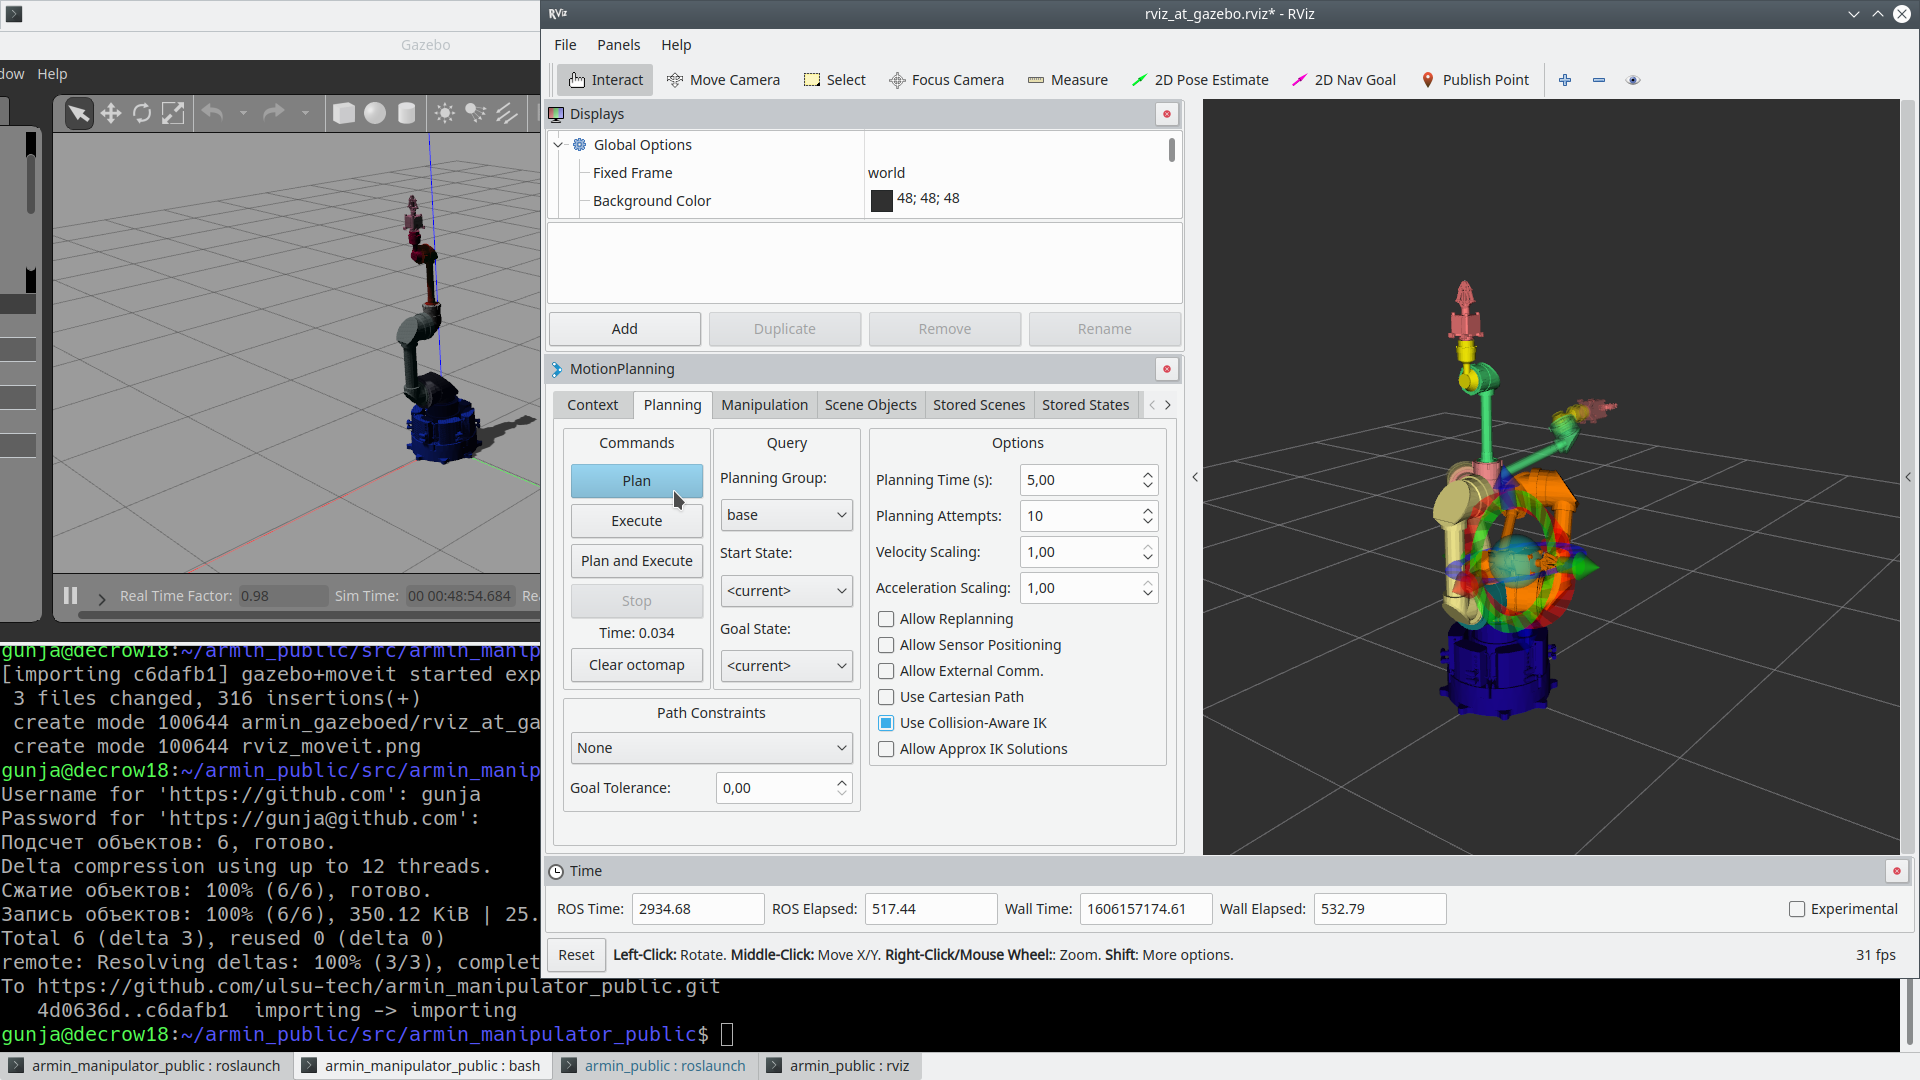 Gazebo
dow Help
Real Time Factor: 0.98 Sim Time: 00 00:48:54.684 Re
RViz
rviz_at_gazebo.rviz* - RViz
File Panels Help
Interact Move Camera Select Focus Camera Measure 2D Pose Estimate 2D Nav Goal Publish Point
Displays
Global Options
Fixed Frame world
Background Color 48; 48; 48
Add Duplicate Remove Rename
MotionPlanning
Context Planning Manipulation Scene Objects Stored Scenes Stored States
Commands
Plan
Execute
Plan and Execute
Stop
Time: 0.034
Clear octomap
Query
Planning Group:
base
Start State:
<current>
Goal State:
<current>
Path Constraints
None
Goal Tolerance: 0,00
Options
Planning Time (s): 5,00
Planning Attempts: 10
Velocity Scaling: 1,00
Acceleration Scaling: 1,00
Allow Replanning
Allow Sensor Positioning
Allow External Comm.
Use Cartesian Path
Use Collision-Aware IK
Allow Approx IK Solutions
Time
ROS Time: 2934.68 ROS Elapsed: 517.44 Wall Time: 1606157174.61 Wall Elapsed: 532.79 Experimental
Reset Left-Click: Rotate. Middle-Click: Move X/Y. Right-Click/Mouse Wheel:: Zoom. Shift: More options. 31 fps
gunja@decrow18:~/armin_public/src/armin_manip
[importing c6dafb1] gazebo+moveit started exp
3 files changed, 316 insertions(+)
create mode 100644 armin_gazeboed/rviz_at_ga
create mode 100644 rviz_moveit.png
gunja@decrow18:~/armin_public/src/armin_manip
Username for 'https://github.com': gunja
Password for 'https://gunja@github.com':
Подсчет объектов: 6, готово.
Delta compression using up to 12 threads.
Сжатие объектов: 100% (6/6), готово.
Запись объектов: 100% (6/6), 350.12 KiB | 25.
Total 6 (delta 3), reused 0 (delta 0)
remote: Resolving deltas: 100% (3/3), complet
To https://github.com/ulsu-tech/armin_manipulator_public.git
4d0636d..c6dafb1 importing -> importing
gunja@decrow18:~/armin_public/src/armin_manipulator_public$
armin_manipulator_public : roslaunch armin_manipulator_public : bash armin_public : roslaunch armin_public : rviz